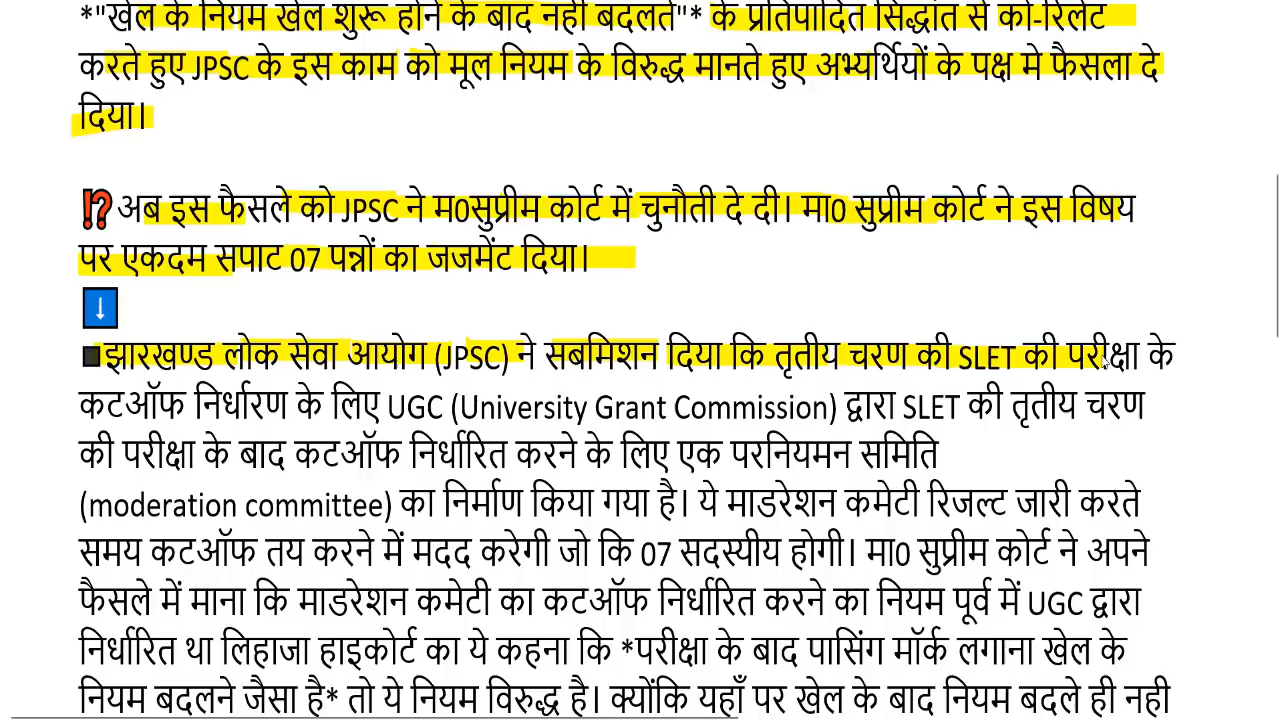 *"खेल के नियम खेल शुरू होने के बाद नही बदलते"* के प्रतिपादित सिद्धांत से को-रिलेट
करते हुए JPSC के इस काम को मूल नियम के विरुद्ध मानते हुए अभ्यर्थियों के पक्ष मे फैसला दे
दिया।
⁉️अब इस फैसले को JPSC ने म0सुप्रीम कोर्ट में चुनौती दे दी। मा0 सुप्रीम कोर्ट ने इस विषय
पर एकदम सपाट 07 पन्नों का जजमेंट दिया।
⬇️
◼झारखण्ड लोक सेवा आयोग (JPSC) ने सबमिशन दिया कि तृतीय चरण की SLET की परीक्षा के
कटऑफ निर्धारण के लिए UGC (University Grant Commission) द्वारा SLET की तृतीय चरण
की परीक्षा के बाद कटऑफ निर्धारित करने के लिए एक परनियमन समिति
(moderation committee) का निर्माण किया गया है। ये माडरेशन कमेटी रिजल्ट जारी करते
समय कटऑफ तय करने में मदद करेगी जो कि 07 सदस्यीय होगी। मा0 सुप्रीम कोर्ट ने अपने
फैसले में माना कि माडरेशन कमेटी का कटऑफ निर्धारित करने का नियम पूर्व में UGC द्वारा
निर्धारित था लिहाजा हाइकोर्ट का ये कहना कि *परीक्षा के बाद पासिंग मॉर्क लगाना खेल के
नियम बदलने जैसा है* तो ये नियम विरुद्ध है। क्योंकि यहाँ पर खेल के बाद नियम बदले ही नही